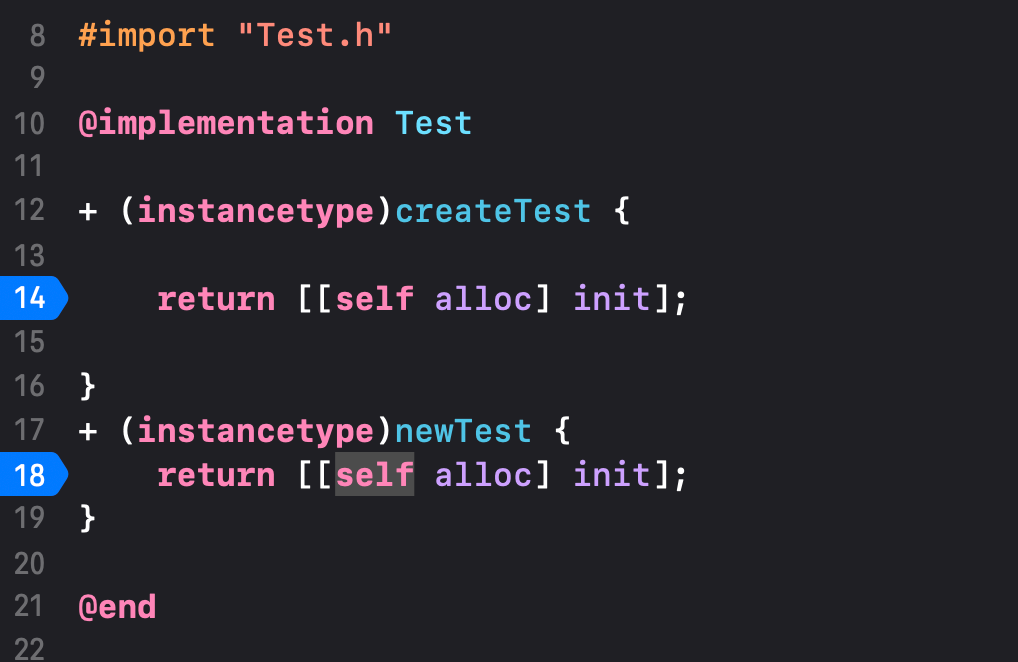 8 #import "Test.h"
9
10 @implementation Test
11
12 + (instancetype)createTest {
13
14     return [[self alloc] init];
15
16 }
17 + (instancetype)newTest {
18     return [[self alloc] init];
19 }
20
21 @end
22